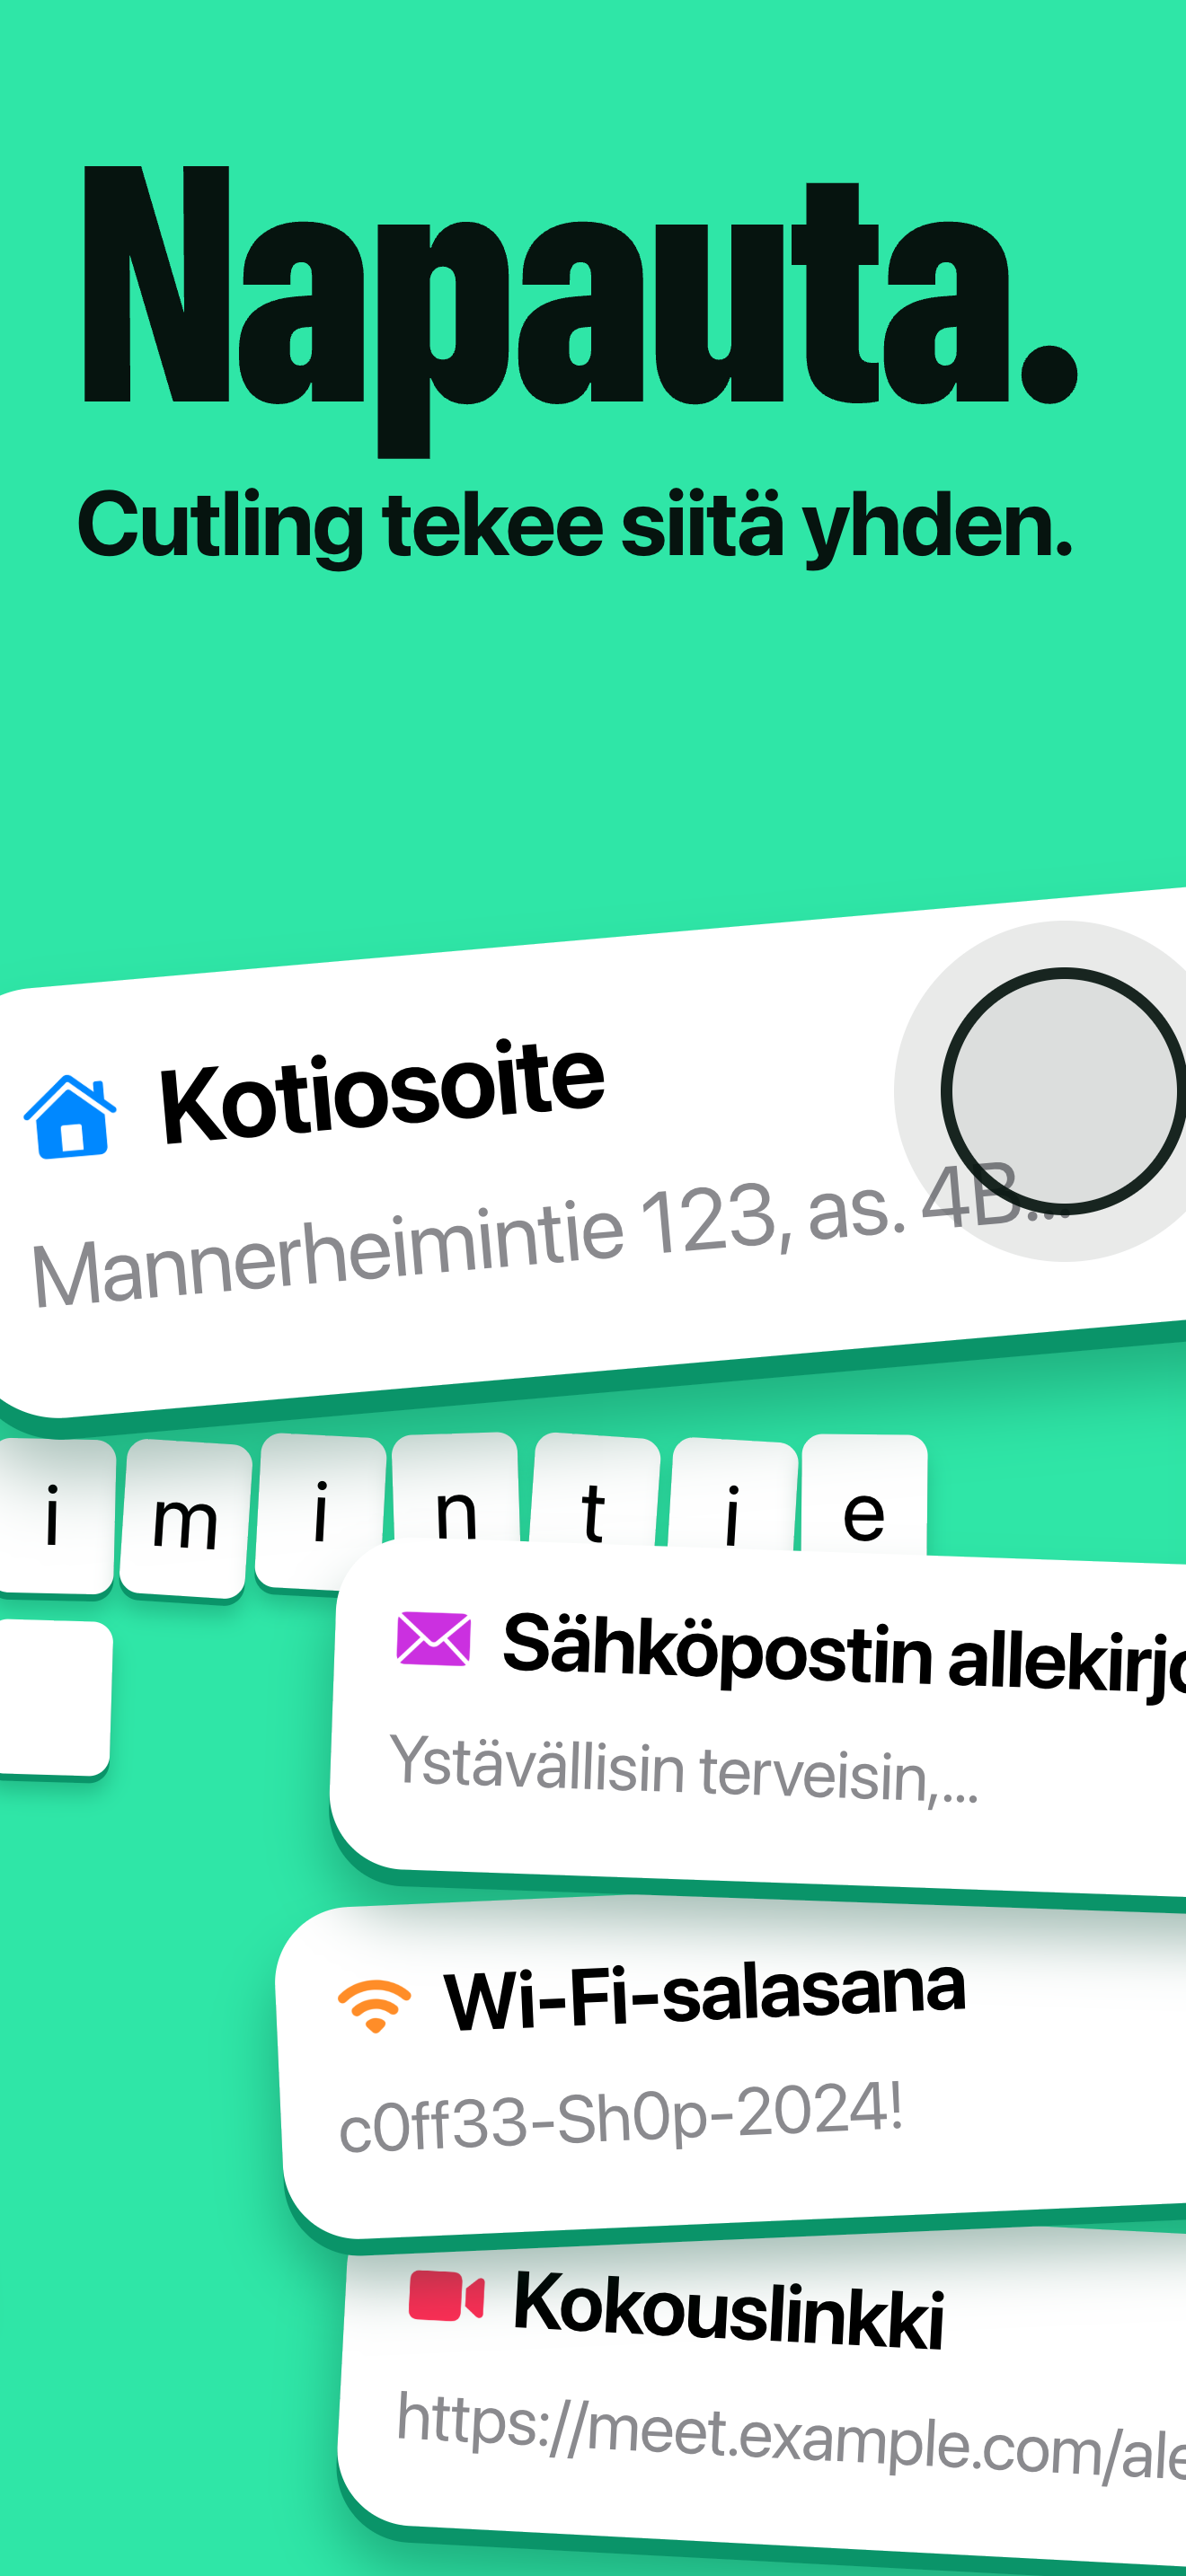 Napauta.
Cutling tekee siitä yhden.
Kotiosoite
Mannerheimintie 123, as. 4B...
i m i n t i e
Sähköpostin allekirjo
Ystävällisin terveisin,...
Wi-Fi-salasana
c0ff33-Sh0p-2024!
Kokouslinkki
https://meet.example.com/ale